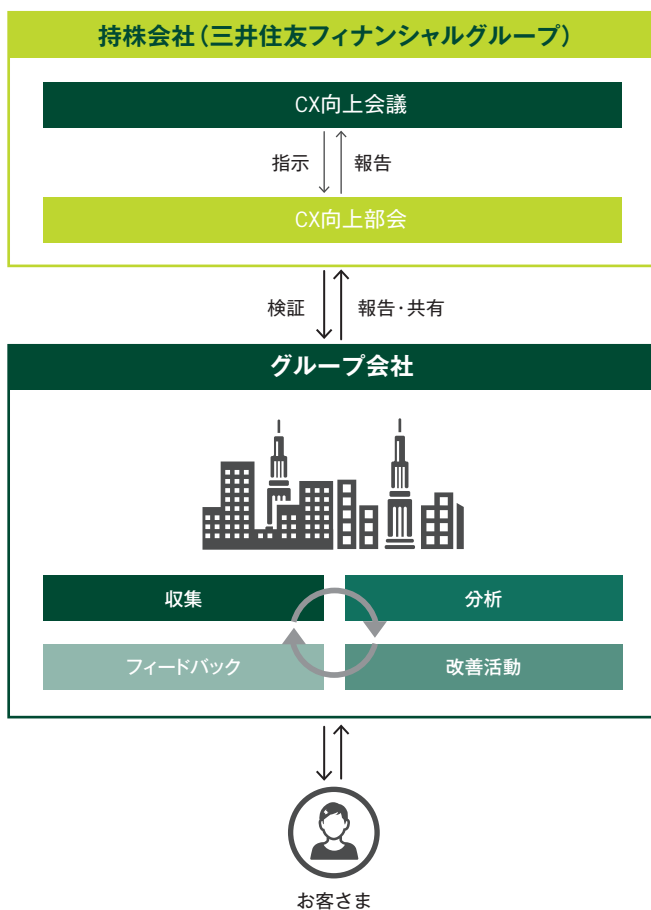 持株会社（三井住友フィナンシャルグループ）
CX向上会議
指示 報告
CX向上部会
検証 報告・共有
グループ会社
収集 分析
フィードバック 改善活動
お客さま